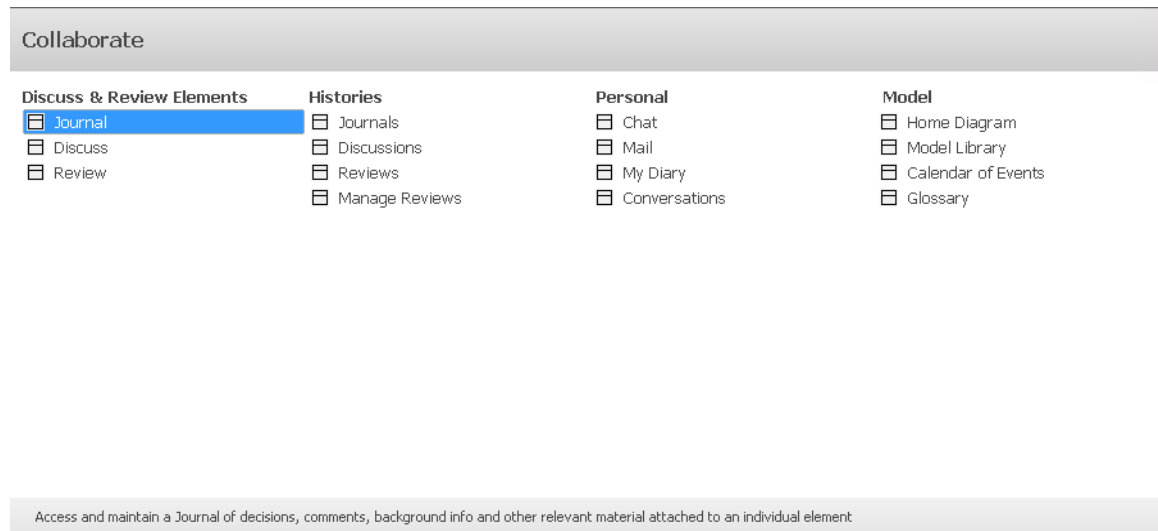 Collaborate
Discuss & Review Elements
Journal
Discuss
Review
Histories
Journals
Discussions
Reviews
Manage Reviews
Personal
Chat
Mail
My Diary
Conversations
Model
Home Diagram
Model Library
Calendar of Events
Glossary
Access and maintain a Journal of decisions, comments, background info and other relevant material attached to an individual element